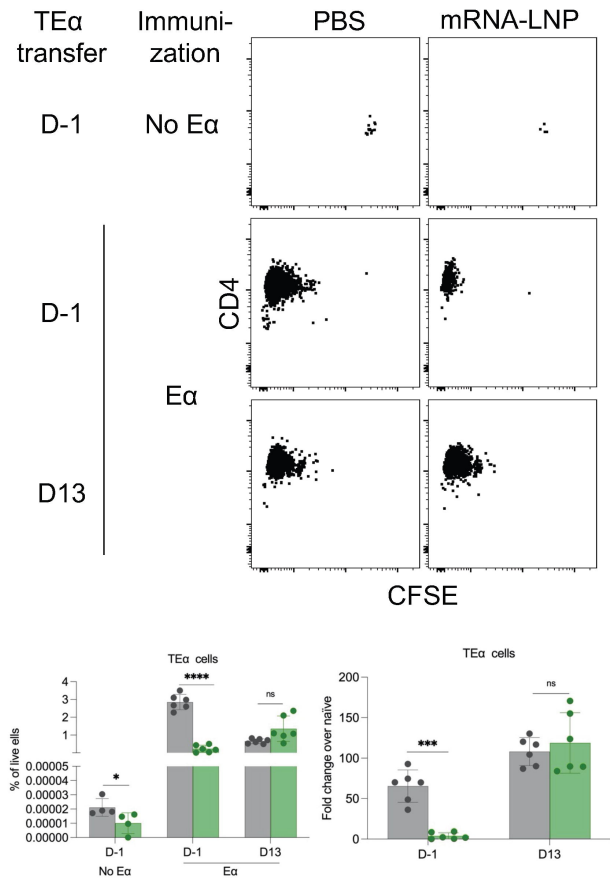 TEα transfer
Immuni-zation
PBS
mRNA-LNP
D-1
No Eα
D-1
Eα
D13
CD4
CFSE
TEα cells
% of live ells
4
3
2
1
0.00005
0.00004
0.00003
0.00002
0.00001
0.00000
*
****
ns
D-1
D-1
D13
No Eα
Eα
TEα cells
Fold change over naïve
200
150
100
50
0
***
ns
D-1
D13